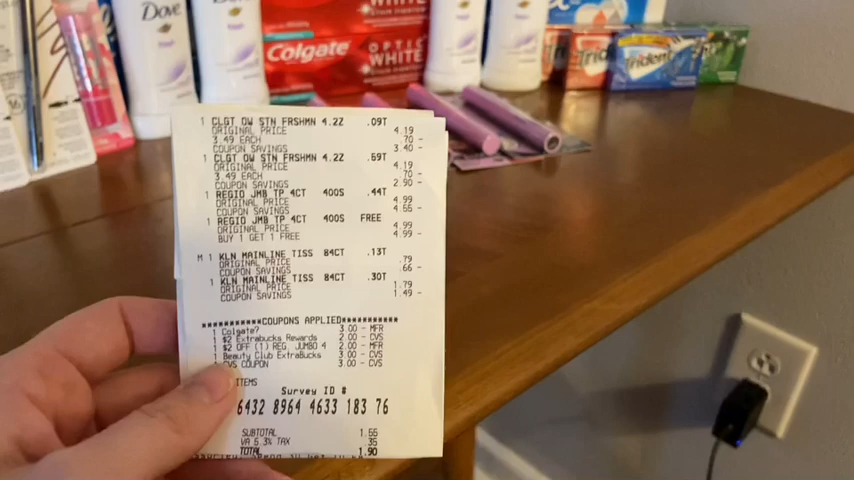 Dove
Colgate
WHITE
OPTIC
WHITE
Trident
Trident
1 CLGT OW STN FRSHMN 4.2Z .09T
ORIGINAL PRICE 4.19
3.49 EACH .70 -
COUPON SAVINGS 3.40 -
1 CLGT OW STN FRSHMN 4.2Z .59T
ORIGINAL PRICE 4.19
3.49 EACH .70 -
COUPON SAVINGS 2.90 -
1 REGIO JMB TP 4CT 400S .44T
ORIGINAL PRICE 4.99
COUPON SAVINGS 4.55 -
1 REGIO JMB TP 4CT 400S FREE
ORIGINAL PRICE 4.99
BUY 1 GET 1 FREE 4.99 -
M 1 KLN MAINLINE TISS 84CT .13T
ORIGINAL PRICE .79
COUPON SAVINGS .66 -
1 KLN MAINLINE TISS 84CT .30T
ORIGINAL PRICE 1.79
COUPON SAVINGS 1.49 -
COUPONS APPLIED
1 Colgate? 3.00 - MFR
1 $2 Extrabucks Rewards 2.00 - CVS
1 $2 OFF (1) REG. JUMBO 4 2.00 - MFR
1 Beauty Club ExtraBucks 3.00 - CVS
CVS COUPON 3.00 - CVS
ITEMS
Survey ID #
6432 8964 4633 183 76
SUBTOTAL 1.55
VA 5.3% TAX .35
TOTAL 1.90